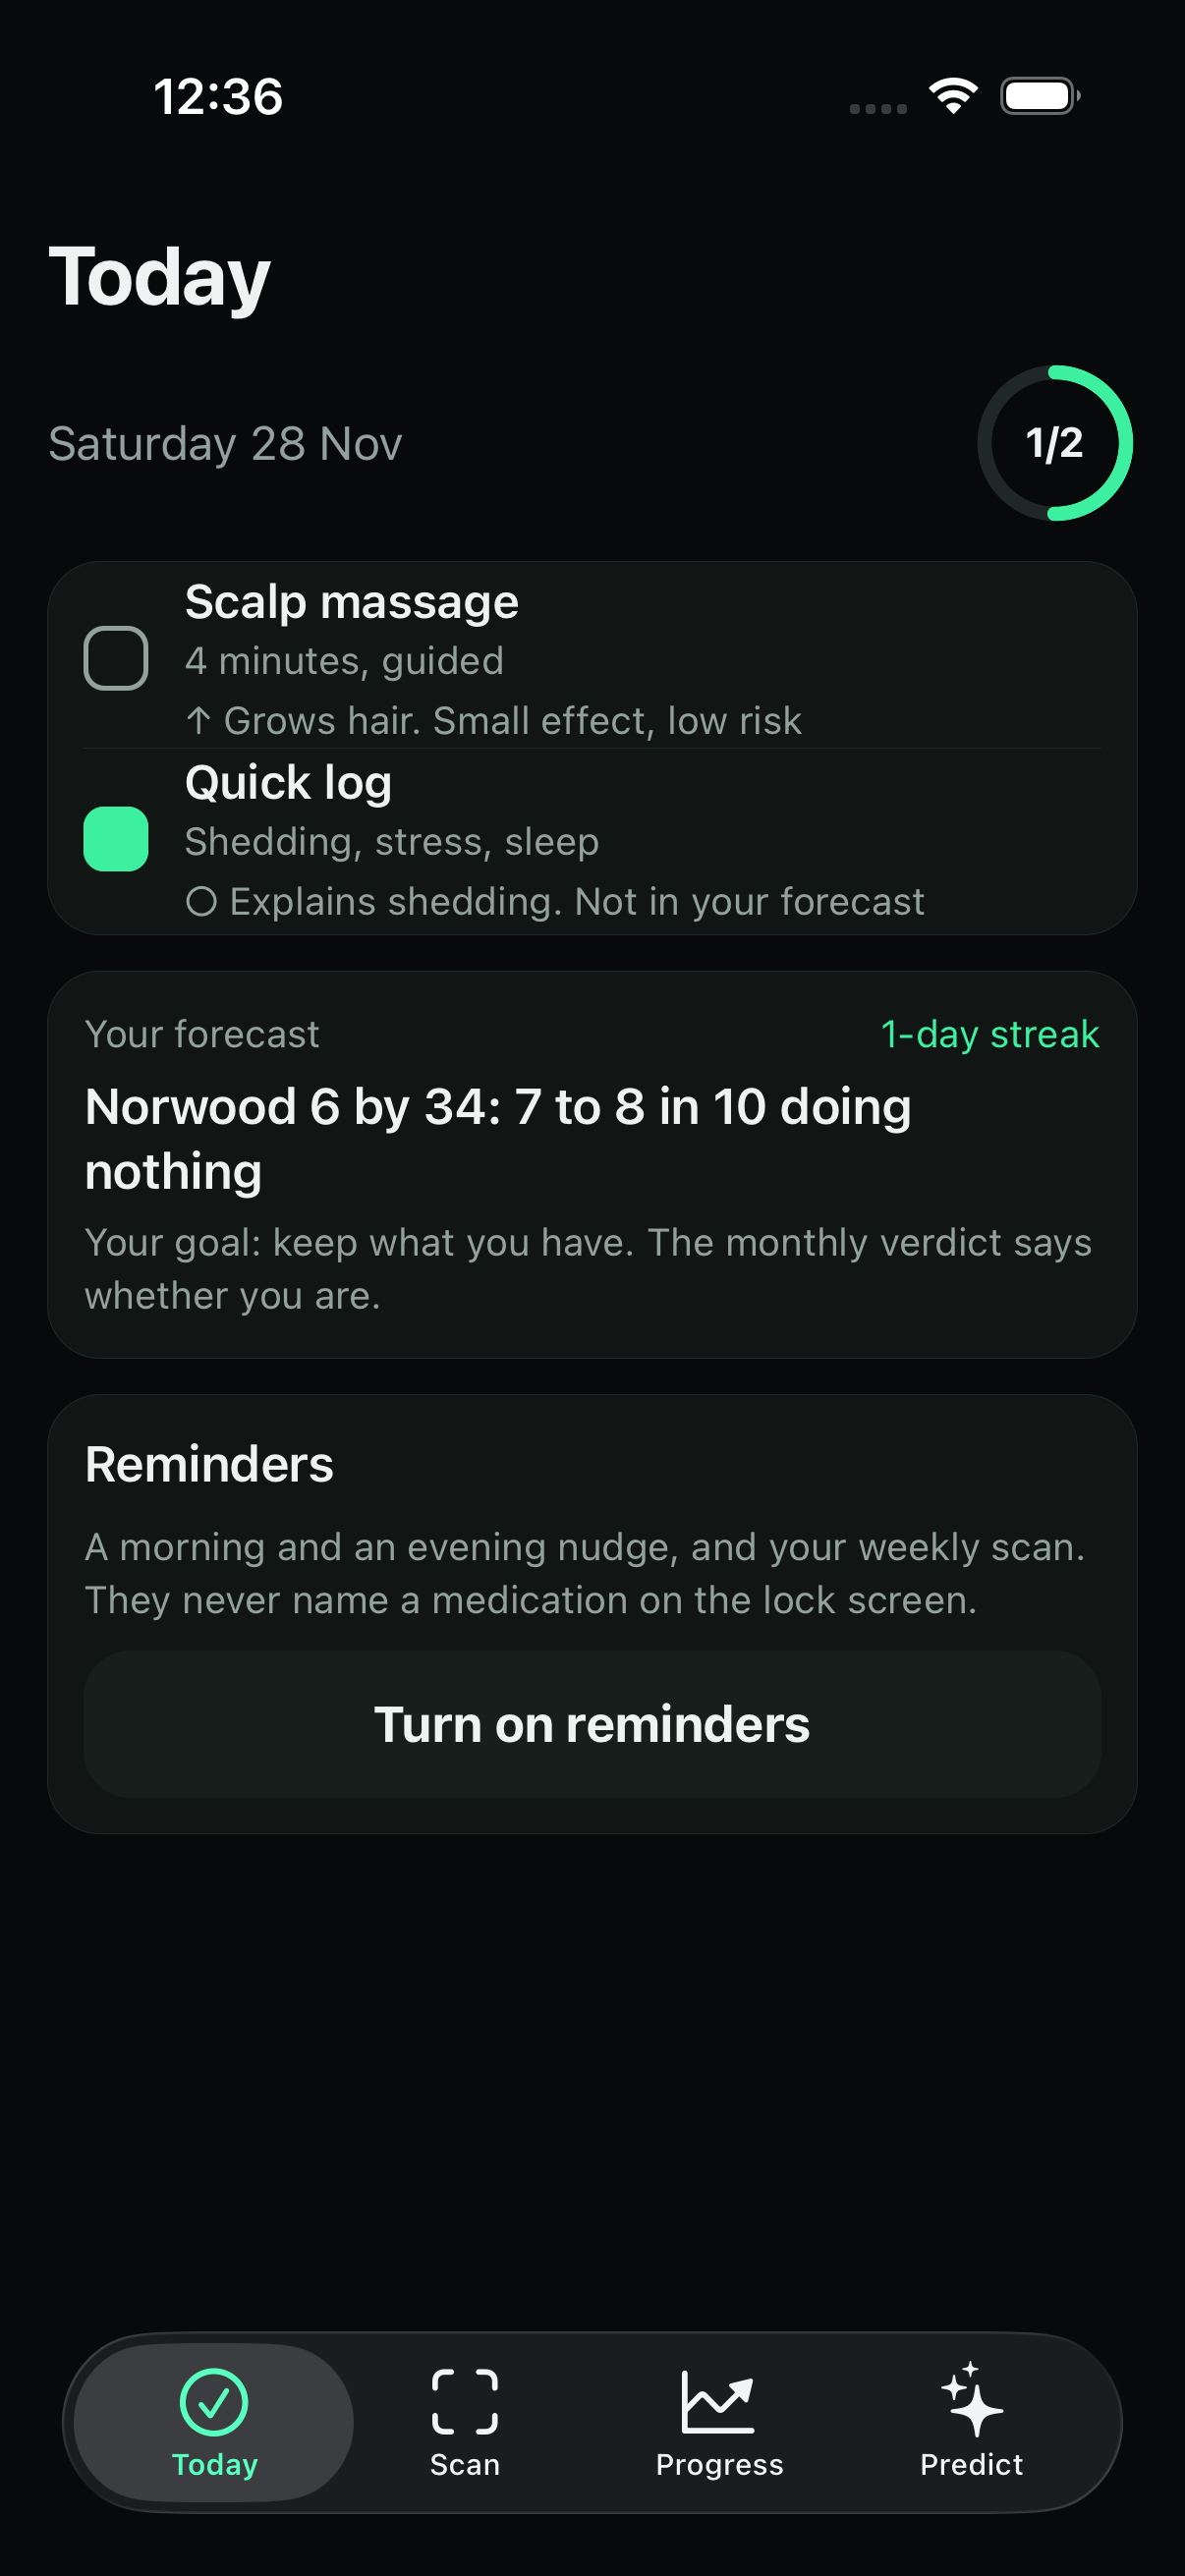 12:36
Today
Saturday 28 Nov
1/2
Scalp massage
4 minutes, guided
↑ Grows hair. Small effect, low risk
Quick log
Shedding, stress, sleep
○ Explains shedding. Not in your forecast
Your forecast
1-day streak
Norwood 6 by 34: 7 to 8 in 10 doing
nothing
Your goal: keep what you have. The monthly verdict says
whether you are.
Reminders
A morning and an evening nudge, and your weekly scan.
They never name a medication on the lock screen.
Turn on reminders
Today
Scan
Progress
Predict